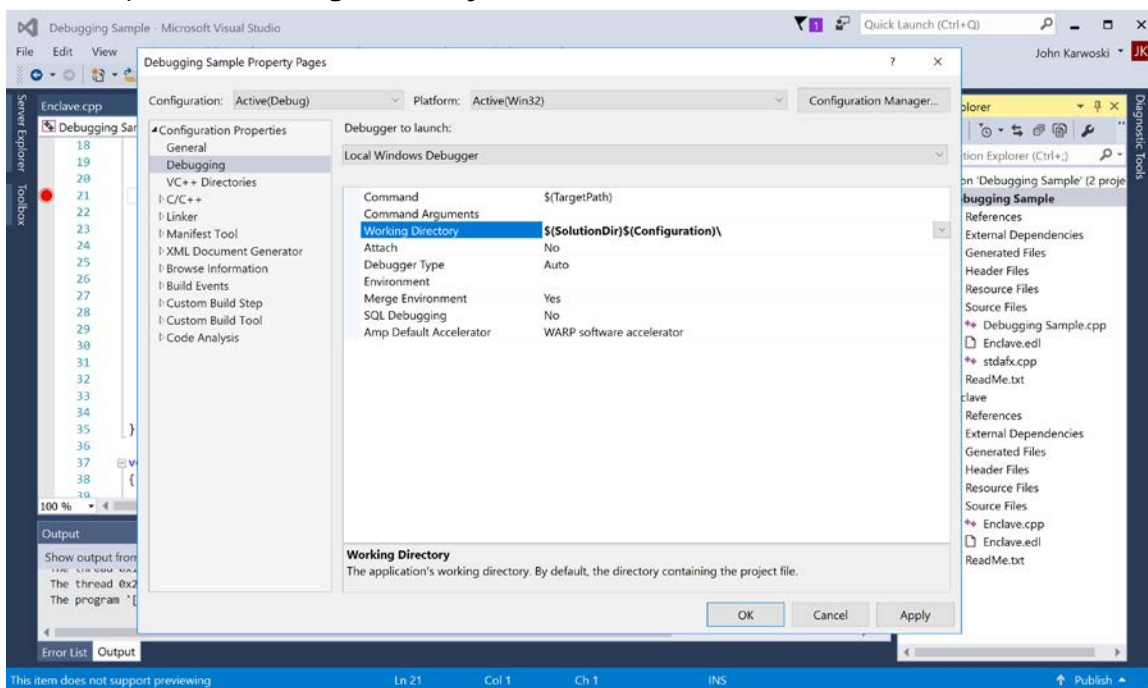 Debugging Sample - Microsoft Visual Studio
1
Quick Launch (Ctrl+Q)
File Edit View
John Karwoski JK
Debugging Sample Property Pages
? ×
Configuration: Active(Debug) Platform: Active(Win32) Configuration Manager...
Server Explorer
Toolbox
Enclave.cpp
Debugging Sar
18
19
20
21
22
23
24
25
26
27
28
29
30
31
32
33
34
35 }
36
37 v
38 {
39
100 %
Configuration Properties
General
Debugging
VC++ Directories
C/C++
Linker
Manifest Tool
XML Document Generator
Browse Information
Build Events
Custom Build Step
Custom Build Tool
Code Analysis
Debugger to launch:
Local Windows Debugger
Command $(TargetPath)
Command Arguments
Working Directory $(SolutionDir)$(Configuration)\
Attach No
Debugger Type Auto
Environment
Merge Environment Yes
SQL Debugging No
Amp Default Accelerator WARP software accelerator
Working Directory
The application's working directory. By default, the directory containing the project file.
OK Cancel Apply
plorer
tion Explorer (Ctrl+;)
on 'Debugging Sample' (2 proje
bugging Sample
References
External Dependencies
Generated Files
Header Files
Resource Files
Source Files
Debugging Sample.cpp
Enclave.edl
stdafx.cpp
ReadMe.txt
clave
References
External Dependencies
Generated Files
Header Files
Resource Files
Source Files
Enclave.cpp
Enclave.edl
ReadMe.txt
Diagnostic Tools
Output
Show output from
The thread 0x2
The program '[
Error List Output
This item does not support previewing Ln 21 Col 1 Ch 1 INS Publish